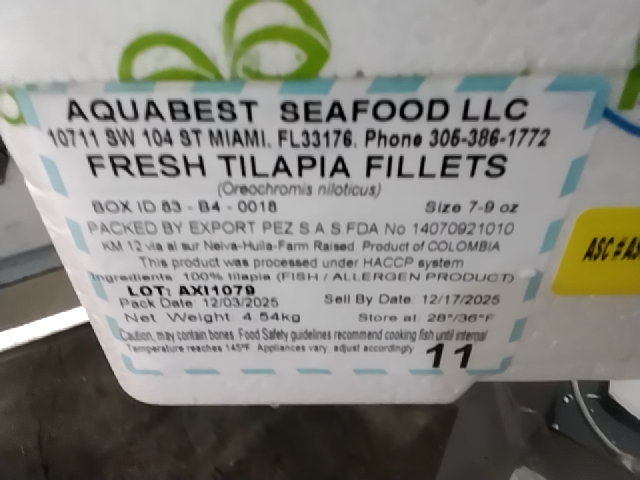 AQUABEST SEAFOOD LLC
10711 SW 104 ST MIAMI. FL33176. Phone 305-386-1772
FRESH TILAPIA FILLETS
(Oreochromis niloticus)
BOX ID 83 - B4 - 0018 Size 7-9 oz
PACKED BY EXPORT PEZ S.A.S.FDA No 14070921010
KM 12 via al sur Neiva-Huila-Farm Raised Product of COLOMBIA
This product was processed under HACCP system
Ingredients 100% tilapia (FISH / ALLERGEN PRODUCT)
LOT: AXI1079
Pack Date 12/03/2025 Sell By Date 12/17/2025
Net Weight 4.54kg Store at 28°/36°F
Caution, may contain bones. Food Safety guidelines recommend cooking fish until internal
Temperature reaches 145°F. Appliances vary, adjust accordingly
11
ASC #